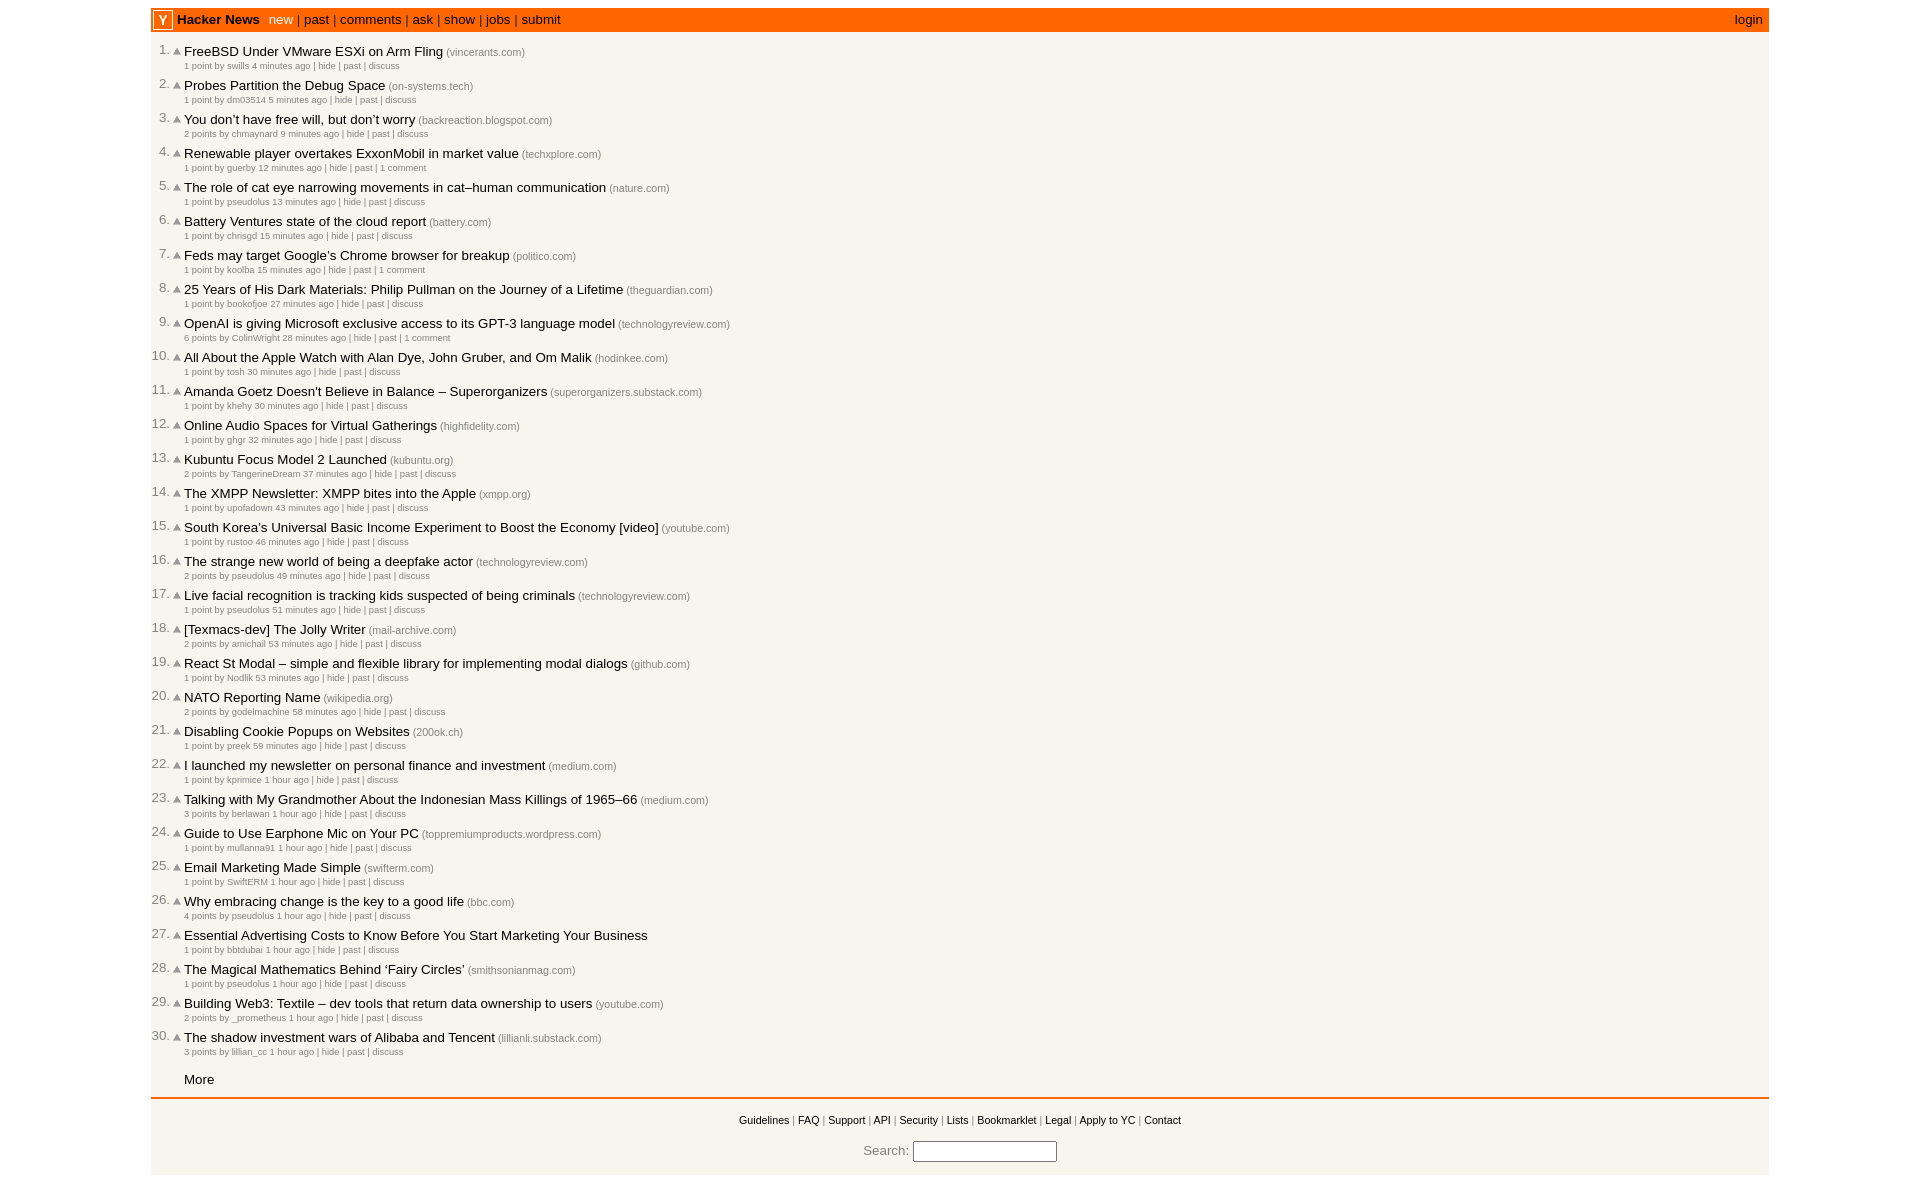 Y Hacker News new | past | comments | ask | show | jobs | submit login
1. FreeBSD Under VMware ESXi on Arm Fling (vincerants.com)
1 point by swills 4 minutes ago | hide | past | discuss
2. Probes Partition the Debug Space (on-systems.tech)
1 point by dm03514 5 minutes ago | hide | past | discuss
3. You don’t have free will, but don’t worry (backreaction.blogspot.com)
2 points by chmaynard 9 minutes ago | hide | past | discuss
4. Renewable player overtakes ExxonMobil in market value (techxplore.com)
1 point by guerby 12 minutes ago | hide | past | 1 comment
5. The role of cat eye narrowing movements in cat–human communication (nature.com)
1 point by pseudolus 13 minutes ago | hide | past | discuss
6. Battery Ventures state of the cloud report (battery.com)
1 point by chrisgd 15 minutes ago | hide | past | discuss
7. Feds may target Google’s Chrome browser for breakup (politico.com)
1 point by koolba 15 minutes ago | hide | past | 1 comment
8. 25 Years of His Dark Materials: Philip Pullman on the Journey of a Lifetime (theguardian.com)
1 point by bookofjoe 27 minutes ago | hide | past | discuss
9. OpenAI is giving Microsoft exclusive access to its GPT-3 language model (technologyreview.com)
6 points by ColinWright 28 minutes ago | hide | past | 1 comment
10. All About the Apple Watch with Alan Dye, John Gruber, and Om Malik (hodinkee.com)
1 point by tosh 30 minutes ago | hide | past | discuss
11. Amanda Goetz Doesn't Believe in Balance – Superorganizers (superorganizers.substack.com)
1 point by khehy 30 minutes ago | hide | past | discuss
12. Online Audio Spaces for Virtual Gatherings (highfidelity.com)
1 point by ghgr 32 minutes ago | hide | past | discuss
13. Kubuntu Focus Model 2 Launched (kubuntu.org)
2 points by TangerineDream 37 minutes ago | hide | past | discuss
14. The XMPP Newsletter: XMPP bites into the Apple (xmpp.org)
1 point by upofadown 43 minutes ago | hide | past | discuss
15. South Korea’s Universal Basic Income Experiment to Boost the Economy [video] (youtube.com)
1 point by rustoo 46 minutes ago | hide | past | discuss
16. The strange new world of being a deepfake actor (technologyreview.com)
2 points by pseudolus 49 minutes ago | hide | past | discuss
17. Live facial recognition is tracking kids suspected of being criminals (technologyreview.com)
1 point by pseudolus 51 minutes ago | hide | past | discuss
18. [Texmacs-dev] The Jolly Writer (mail-archive.com)
2 points by amichail 53 minutes ago | hide | past | discuss
19. React St Modal – simple and flexible library for implementing modal dialogs (github.com)
1 point by Nodlik 53 minutes ago | hide | past | discuss
20. NATO Reporting Name (wikipedia.org)
2 points by godelmachine 58 minutes ago | hide | past | discuss
21. Disabling Cookie Popups on Websites (200ok.ch)
1 point by preek 59 minutes ago | hide | past | discuss
22. I launched my newsletter on personal finance and investment (medium.com)
1 point by kprimice 1 hour ago | hide | past | discuss
23. Talking with My Grandmother About the Indonesian Mass Killings of 1965–66 (medium.com)
3 points by berlawan 1 hour ago | hide | past | discuss
24. Guide to Use Earphone Mic on Your PC (toppremiumproducts.wordpress.com)
1 point by mullanna91 1 hour ago | hide | past | discuss
25. Email Marketing Made Simple (swifterm.com)
1 point by SwiftERM 1 hour ago | hide | past | discuss
26. Why embracing change is the key to a good life (bbc.com)
4 points by pseudolus 1 hour ago | hide | past | discuss
27. Essential Advertising Costs to Know Before You Start Marketing Your Business
1 point by bbtdubai 1 hour ago | hide | past | discuss
28. The Magical Mathematics Behind ‘Fairy Circles’ (smithsonianmag.com)
1 point by pseudolus 1 hour ago | hide | past | discuss
29. Building Web3: Textile – dev tools that return data ownership to users (youtube.com)
2 points by _prometheus 1 hour ago | hide | past | discuss
30. The shadow investment wars of Alibaba and Tencent (lillianli.substack.com)
3 points by lillian_cc 1 hour ago | hide | past | discuss
More
Guidelines | FAQ | Support | API | Security | Lists | Bookmarklet | Legal | Apply to YC | Contact
Search: